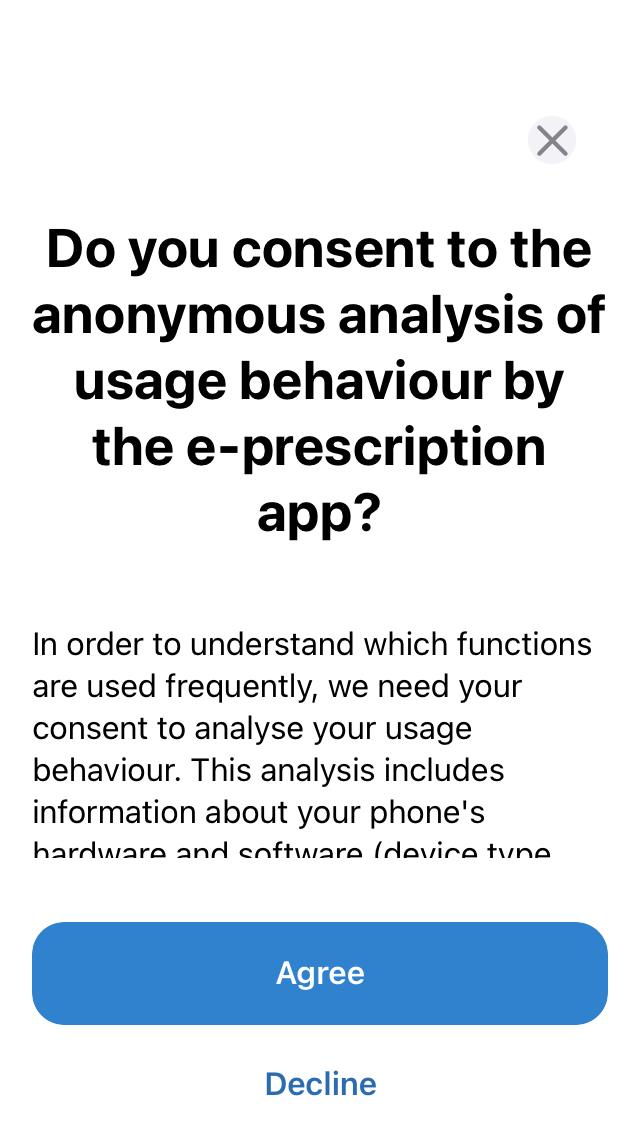 Do you consent to the
anonymous analysis of
usage behaviour by
the e-prescription
app?
In order to understand which functions
are used frequently, we need your
consent to analyse your usage
behaviour. This analysis includes
information about your phone's
hardware and software (device type
Agree
Decline